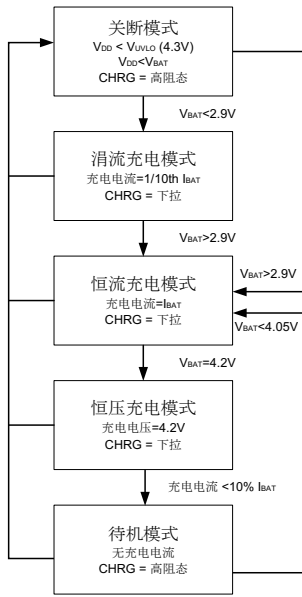 关断模式
VDD < VUVLO (4.3V)
VDD<VBAT
CHRG = 高阻态
VBAT<2.9V
涓流充电模式
充电电流=1/10th IBAT
CHRG = 下拉
VBAT>2.9V
恒流充电模式
充电电流=IBAT
CHRG = 下拉
VBAT>2.9V
VBAT<4.05V
VBAT=4.2V
恒压充电模式
充电电压=4.2V
CHRG = 下拉
充电电流 <10% IBAT
待机模式
无充电电流
CHRG = 高阻态